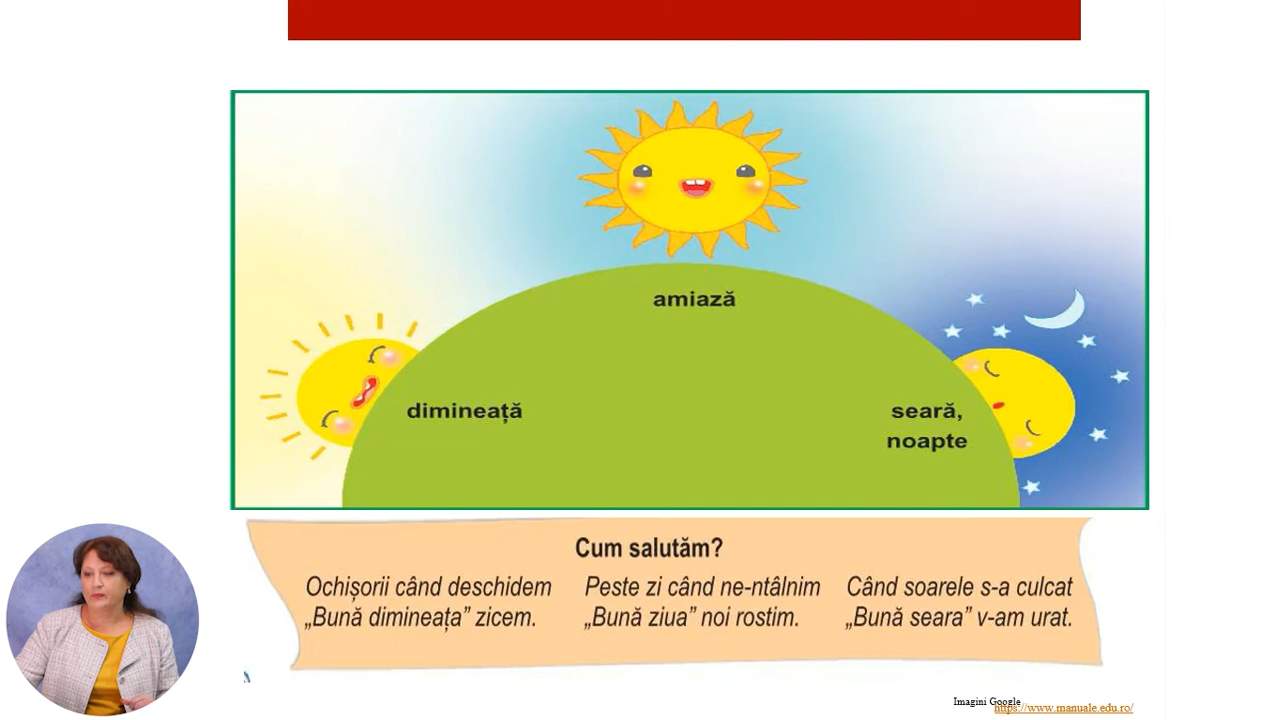 amiază
dimineață
seară,
noapte
Cum salutăm?
Ochișorii când deschidem
„Bună dimineața” zicem.
Peste zi când ne-ntâlnim
„Bună ziua” noi rostim.
Când soarele s-a culcat
„Bună seara” v-am urat.
Imagini Google
https://www.manuale.edu.ro/